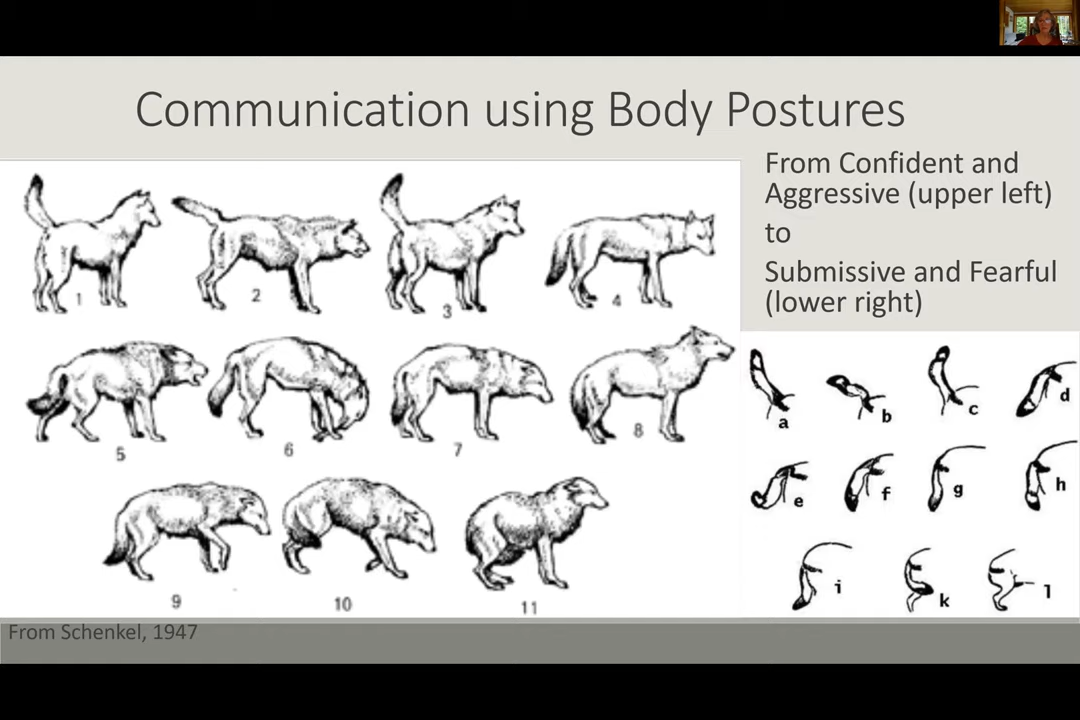 Communication using Body Postures
From Confident and
Aggressive (upper left)
to
Submissive and Fearful
(lower right)
1
2
3
4
5
6
7
8
9
10
11
a
b
c
d
e
f
g
h
i
k
l
From Schenkel, 1947